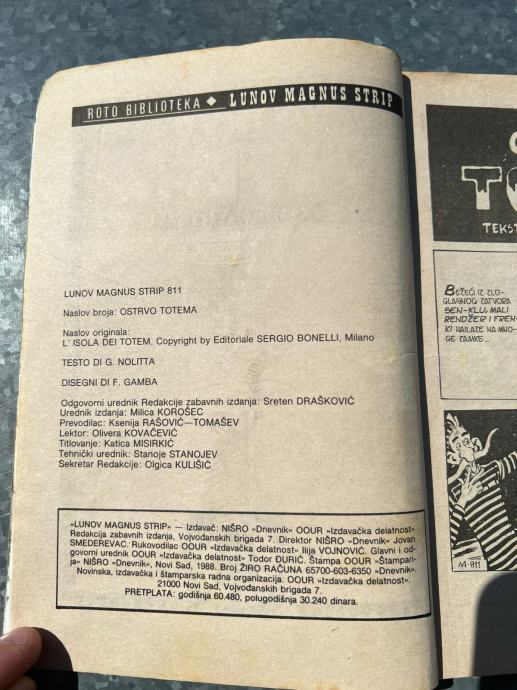 ROTO BIBLIOTEKA ◆ LUNOV MAGNUS STRIP
LUNOV MAGNUS STRIP 811
Naslov broja: OSTRVO TOTEMA
Naslov originala:
L' ISOLA DEI TOTEM, Copyright by Editoriale SERGIO BONELLI, Milano
TESTO DI G. NOLITTA
DISEGNI DI F. GAMBA
Odgovorni urednik Redakcije zabavnih izdanja: Sreten DRAŠKOVIĆ
Urednik izdanja: Milica KOROŠEC
Prevodilac: Ksenija RAŠOVIĆ—TOMAŠEV
Lektor: Olivera KOVAČEVIĆ
Titlovanje: Katica MISIRKIĆ
Tehnički urednik: Stanoje STANOJEV
Sekretar Redakcije: Olgica KULIŠIĆ
»LUNOV MAGNUS STRIP« — Izdavač: NIŠRO »Dnevnik« OOUR »Izdavačka delatnost«
Redakcija zabavnih izdanja, Vojvođanskih brigada 7. Direktor NIŠRO »Dnevnik« Jovan
SMEDEREVAC. Rukovodilac OOUR »Izdavačka delatnost« Ilija VOJNOVIĆ. Glavni i od-
govorni urednik OOUR »Izdavačka delatnost« Todor ĐURIĆ. Štampa OOUR »Štampari-
ja« NIŠRO »Dnevnik«, Novi Sad, 1988. Broj ŽIRO RAČUNA 65700-603-6350 »Dnevnik«.
Novinska, izdavačka i štamparska radna organizacija. OOUR »Izdavačka delatnost«.
21000 Novi Sad, Vojvođanskih brigada 7.
PRETPLATA: godišnja 60.480, polugodišnja 30.240 dinara.
TEKST
BEŽEĆI IZ ZLO-
GLASNOG ZATVORA
SEN-KLU, MALI
RENDŽER I FREN-
KI NAILAZE NA MNO-
GE ZAMKE...
M-811